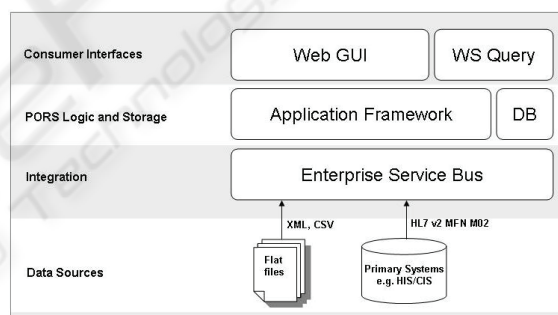 Consumer Interfaces
Web GUI
WS Query
PORS Logic and Storage
Application Framework
DB
Integration
Enterprise Service Bus
XML, CSV
HL7 v2 MFN M02
Data Sources
Flat
files
Primary Systems
e.g. HIS/CIS